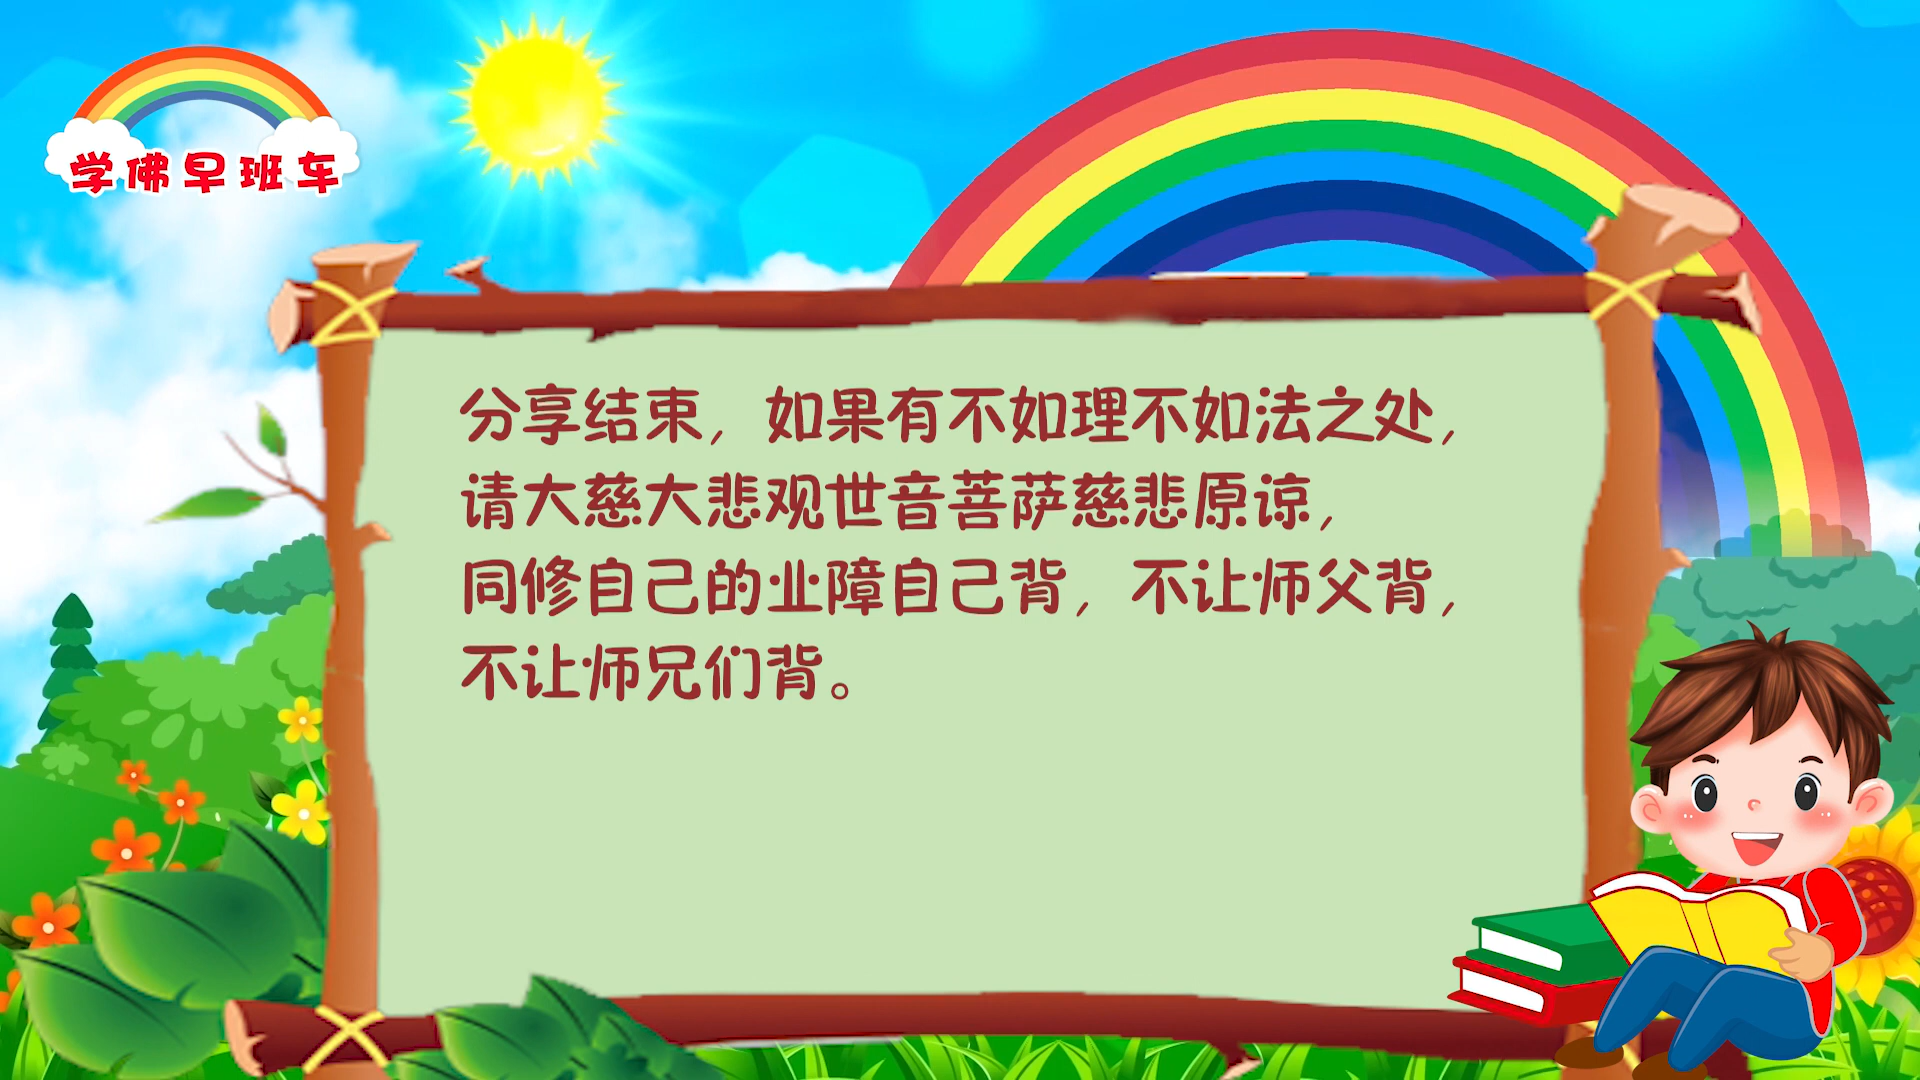 学佛早班车
分享结束，如果有不如理不如法之处，
请大慈大悲观世音菩萨慈悲原谅，
同修自己的业障自己背，不让师父背，
不让师兄们背。